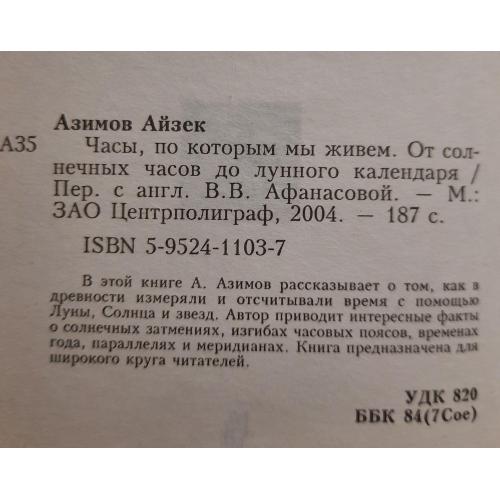 Азимов Айзек
А35 Часы, по которым мы живем. От сол-
нечных часов до лунного календаря /
Пер. с англ. В.В. Афанасовой. — М.:
ЗАО Центрполиграф, 2004. — 187 с.
ISBN 5-9524-1103-7
В этой книге А. Азимов рассказывает о том, как в
древности измеряли и отсчитывали время с помощью
Луны, Солнца и звезд. Автор приводит интересные факты
о солнечных затмениях, изгибах часовых поясов, временах
года, параллелях и меридианах. Книга предназначена для
широкого круга читателей.
УДК 820
ББК 84(7Сое)